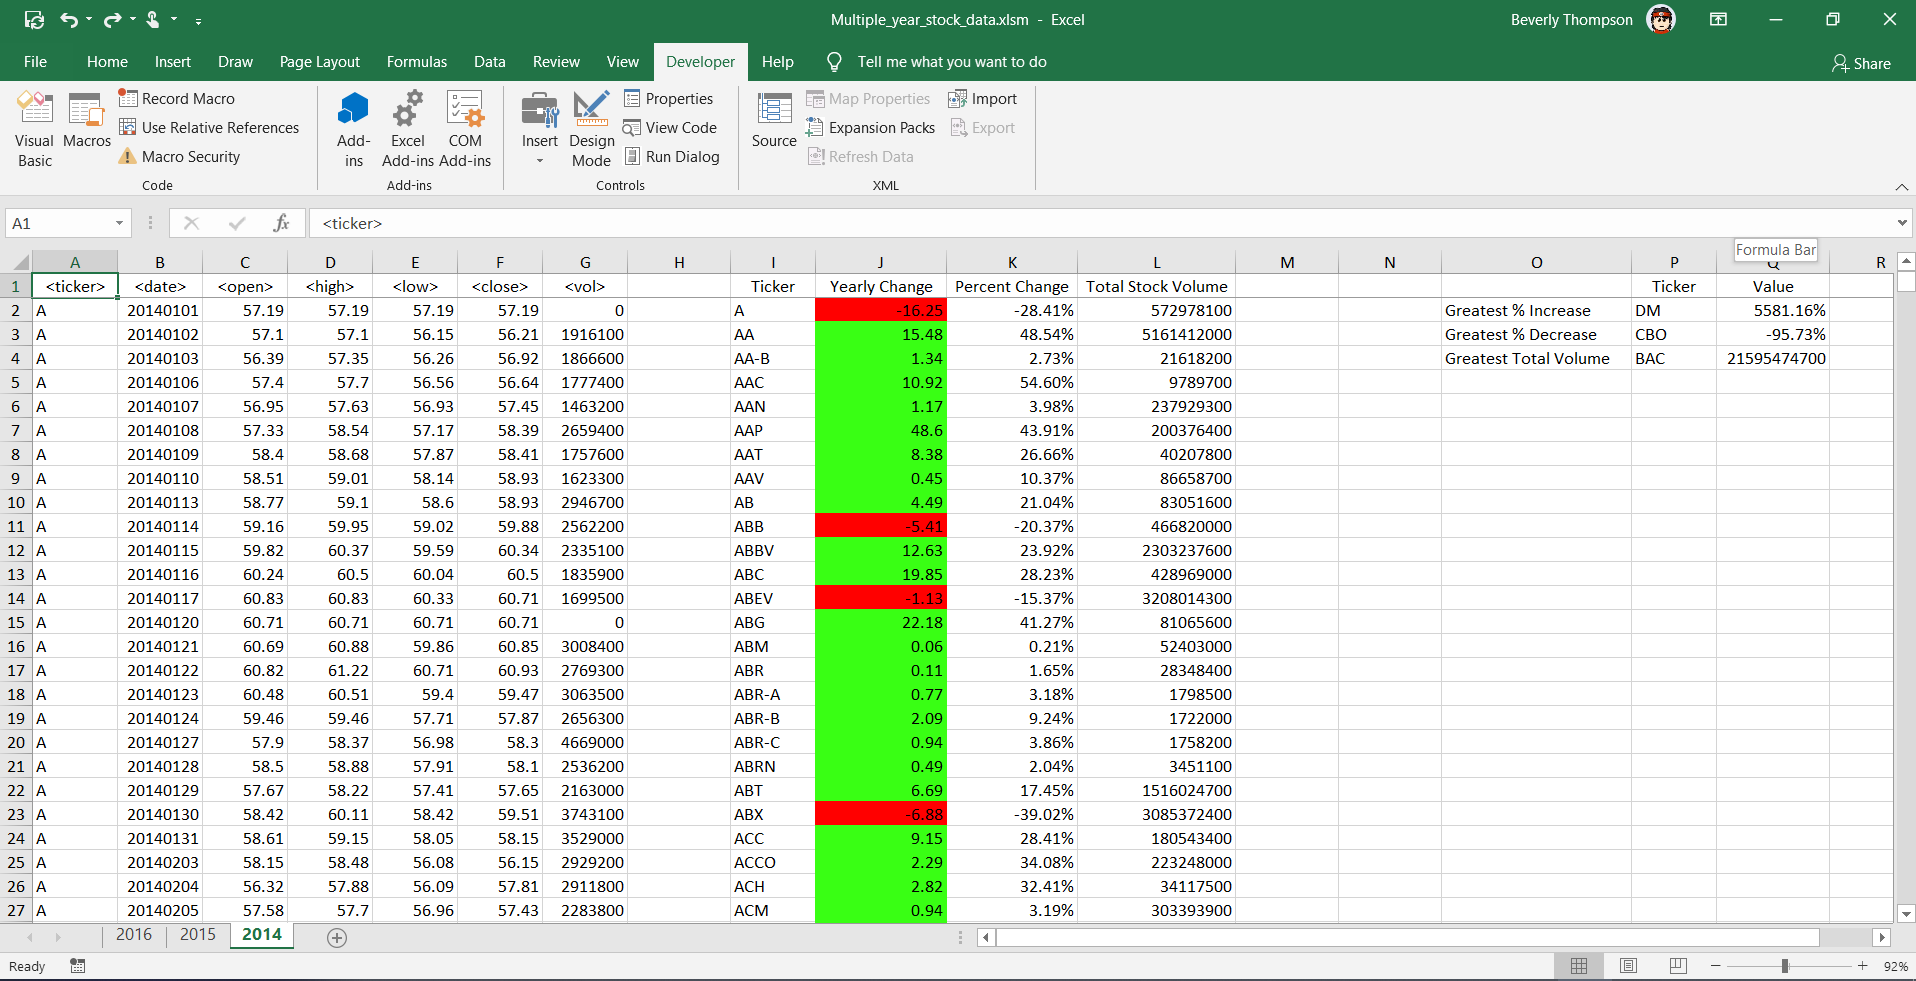 Multiple_year_stock_data.xlsm - Excel Beverly Thompson
File Home Insert Draw Page Layout Formulas Data Review View Developer Help Tell me what you want to do Share
Visual Basic
Macros
Record Macro
Use Relative References
Macro Security
Code
Add-ins
Excel Add-ins
COM Add-ins
Add-ins
Insert
Design Mode
Properties
View Code
Run Dialog
Controls
Source
Map Properties
Expansion Packs
Refresh Data
Import
Export
XML
A1 fx <ticker>
Formula Bar
A B C D E F G H I J K L M N O P Q R
1 <ticker> <date> <open> <high> <low> <close> <vol> Ticker Yearly Change Percent Change Total Stock Volume Ticker Value
2 A 20140101 57.19 57.19 57.19 57.19 0 A -16.25 -28.41% 572978100 Greatest % Increase DM 5581.16%
3 A 20140102 57.1 57.1 56.15 56.21 1916100 AA 15.48 48.54% 5161412000 Greatest % Decrease CBO -95.73%
4 A 20140103 56.39 57.35 56.26 56.92 1866600 AA-B 1.34 2.73% 21618200 Greatest Total Volume BAC 21595474700
5 A 20140106 57.4 57.7 56.56 56.64 1777400 AAC 10.92 54.60% 9789700
6 A 20140107 56.95 57.63 56.93 57.45 1463200 AAN 1.17 3.98% 237929300
7 A 20140108 57.33 58.54 57.17 58.39 2659400 AAP 48.6 43.91% 200376400
8 A 20140109 58.4 58.68 57.87 58.41 1757600 AAT 8.38 26.66% 40207800
9 A 20140110 58.51 59.01 58.14 58.93 1623300 AAV 0.45 10.37% 86658700
10 A 20140113 58.77 59.1 58.6 58.93 2946700 AB 4.49 21.04% 83051600
11 A 20140114 59.16 59.95 59.02 59.88 2562200 ABB -5.41 -20.37% 466820000
12 A 20140115 59.82 60.37 59.59 60.34 2335100 ABBV 12.63 23.92% 2303237600
13 A 20140116 60.24 60.5 60.04 60.5 1835900 ABC 19.85 28.23% 428969000
14 A 20140117 60.83 60.83 60.33 60.71 1699500 ABEV -1.13 -15.37% 3208014300
15 A 20140120 60.71 60.71 60.71 60.71 0 ABG 22.18 41.27% 81065600
16 A 20140121 60.69 60.88 59.86 60.85 3008400 ABM 0.06 0.21% 52403000
17 A 20140122 60.82 61.22 60.71 60.93 2769300 ABR 0.11 1.65% 28348400
18 A 20140123 60.48 60.51 59.4 59.47 3063500 ABR-A 0.77 3.18% 1798500
19 A 20140124 59.46 59.46 57.71 57.87 2656300 ABR-B 2.09 9.24% 1722000
20 A 20140127 57.9 58.37 56.98 58.3 4669000 ABR-C 0.94 3.86% 1758200
21 A 20140128 58.5 58.88 57.91 58.1 2536200 ABRN 0.49 2.04% 3451100
22 A 20140129 57.67 58.22 57.41 57.65 2163000 ABT 6.69 17.45% 1516024700
23 A 20140130 58.42 60.11 58.42 59.51 3743100 ABX -6.88 -39.02% 3085372400
24 A 20140131 58.61 59.15 58.05 58.15 3529000 ACC 9.15 28.41% 180543400
25 A 20140203 58.15 58.48 56.08 56.15 2929200 ACCO 2.29 34.08% 223248000
26 A 20140204 56.32 57.88 56.09 57.81 2911800 ACH 2.82 32.41% 34117500
27 A 20140205 57.58 57.7 56.96 57.43 2283800 ACM 0.94 3.19% 303393900
2016 2015 2014
Ready 92%